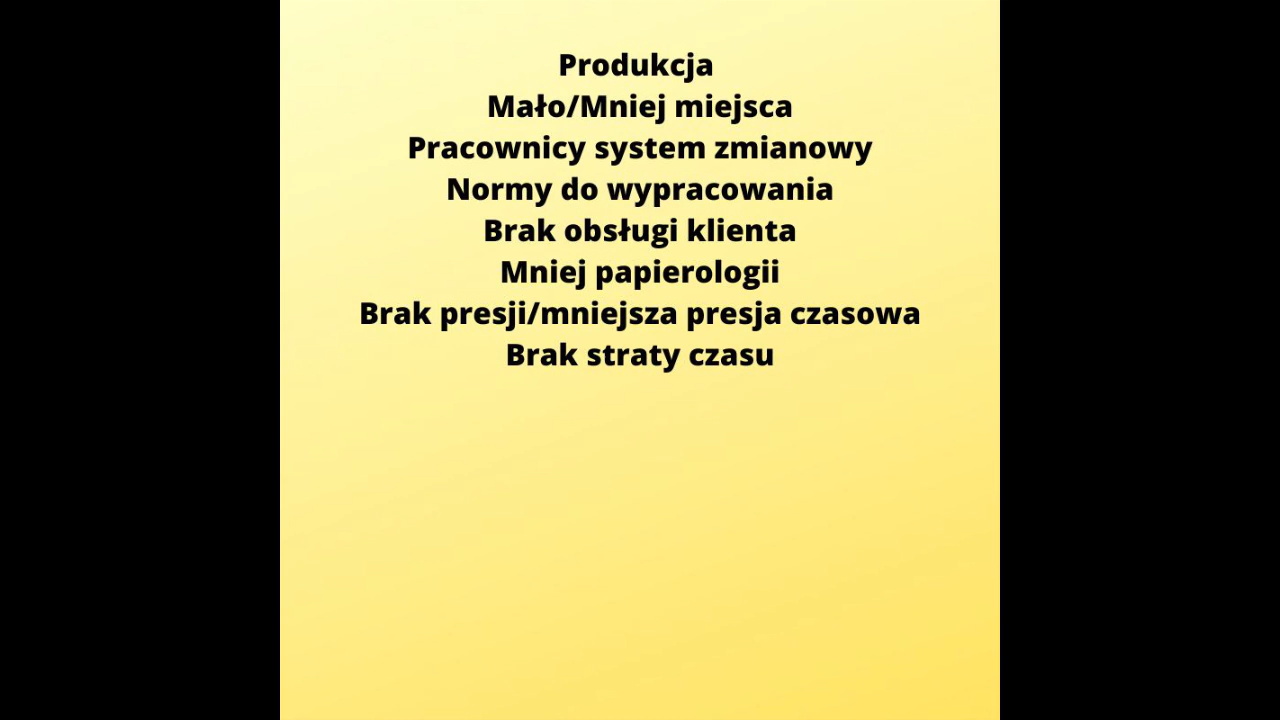 Produkcja
Mało/Mniej miejsca
Pracownicy system zmianowy
Normy do wypracowania
Brak obsługi klienta
Mniej papierologii
Brak presji/mniejsza presja czasowa
Brak straty czasu